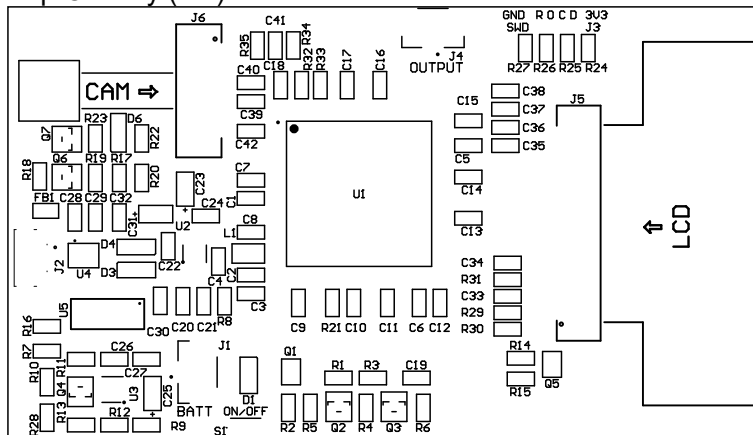 J6
C41
R34
R35
C18
R32
R33
C17
C16
J4
OUTPUT
GND R O C D 3V3
SWD
J3
R27 R26 R25 R24
CAM ⇒
C40
C39
C42
C15
C38
C37
C36
C35
J5
Q7
R23
D6
R22
R19
R17
Q6
R18
R20
C5
C14
C13
U1
C7
C1
C23
FB1
C28
C29
C32
C31+
C24
U2
L1
C8
⇐ LCD
J2
U4
D4
D3
C22
C4
C2
C3
C34
R31
C33
R29
R30
U5
R16
C30
C20
C21
R8
C9
R21
C10
C11
C6
C12
R7
R11
C26
J1
Q1
R14
R10
Q4
C27
U3
C25
D1
R1
R3
C19
R15
Q5
R28
R13
R12
R9
BATT
ON/OFF
S1
R2
R5
Q2
R4
Q3
R6